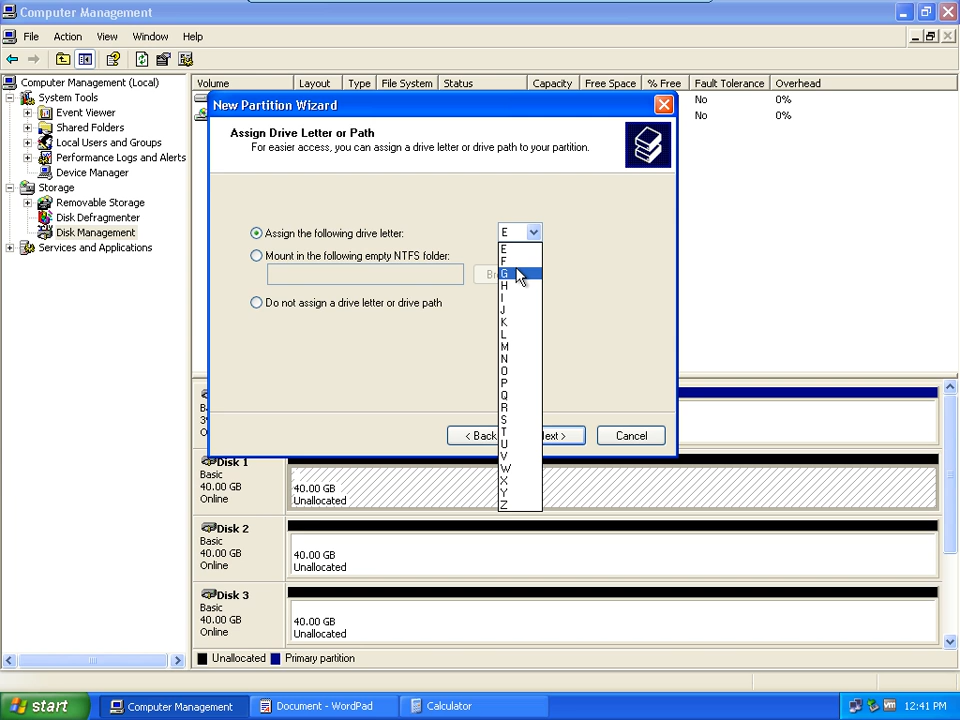 Computer Management
File Action View Window Help
Computer Management (Local)
System Tools
Event Viewer
Shared Folders
Local Users and Groups
Performance Logs and Alerts
Device Manager
Storage
Removable Storage
Disk Defragmenter
Disk Management
Services and Applications
Volume Layout Type File System Status Capacity Free Space % Free Fault Tolerance Overhead
No 0%
No 0%
New Partition Wizard
Assign Drive Letter or Path
For easier access, you can assign a drive letter or drive path to your partition.
Assign the following drive letter: E
Mount in the following empty NTFS folder:
Do not assign a drive letter or drive path
E
F
G
H
I
J
K
L
M
N
O
P
Q
R
S
T
U
V
W
X
Y
Z
< Back
Next >
Cancel
Disk 1
Basic
40.00 GB
Online
40.00 GB
Unallocated
Disk 2
Basic
40.00 GB
Online
40.00 GB
Unallocated
Disk 3
Basic
40.00 GB
Online
40.00 GB
Unallocated
Unallocated Primary partition
start Computer Management Document - WordPad Calculator 12:41 PM